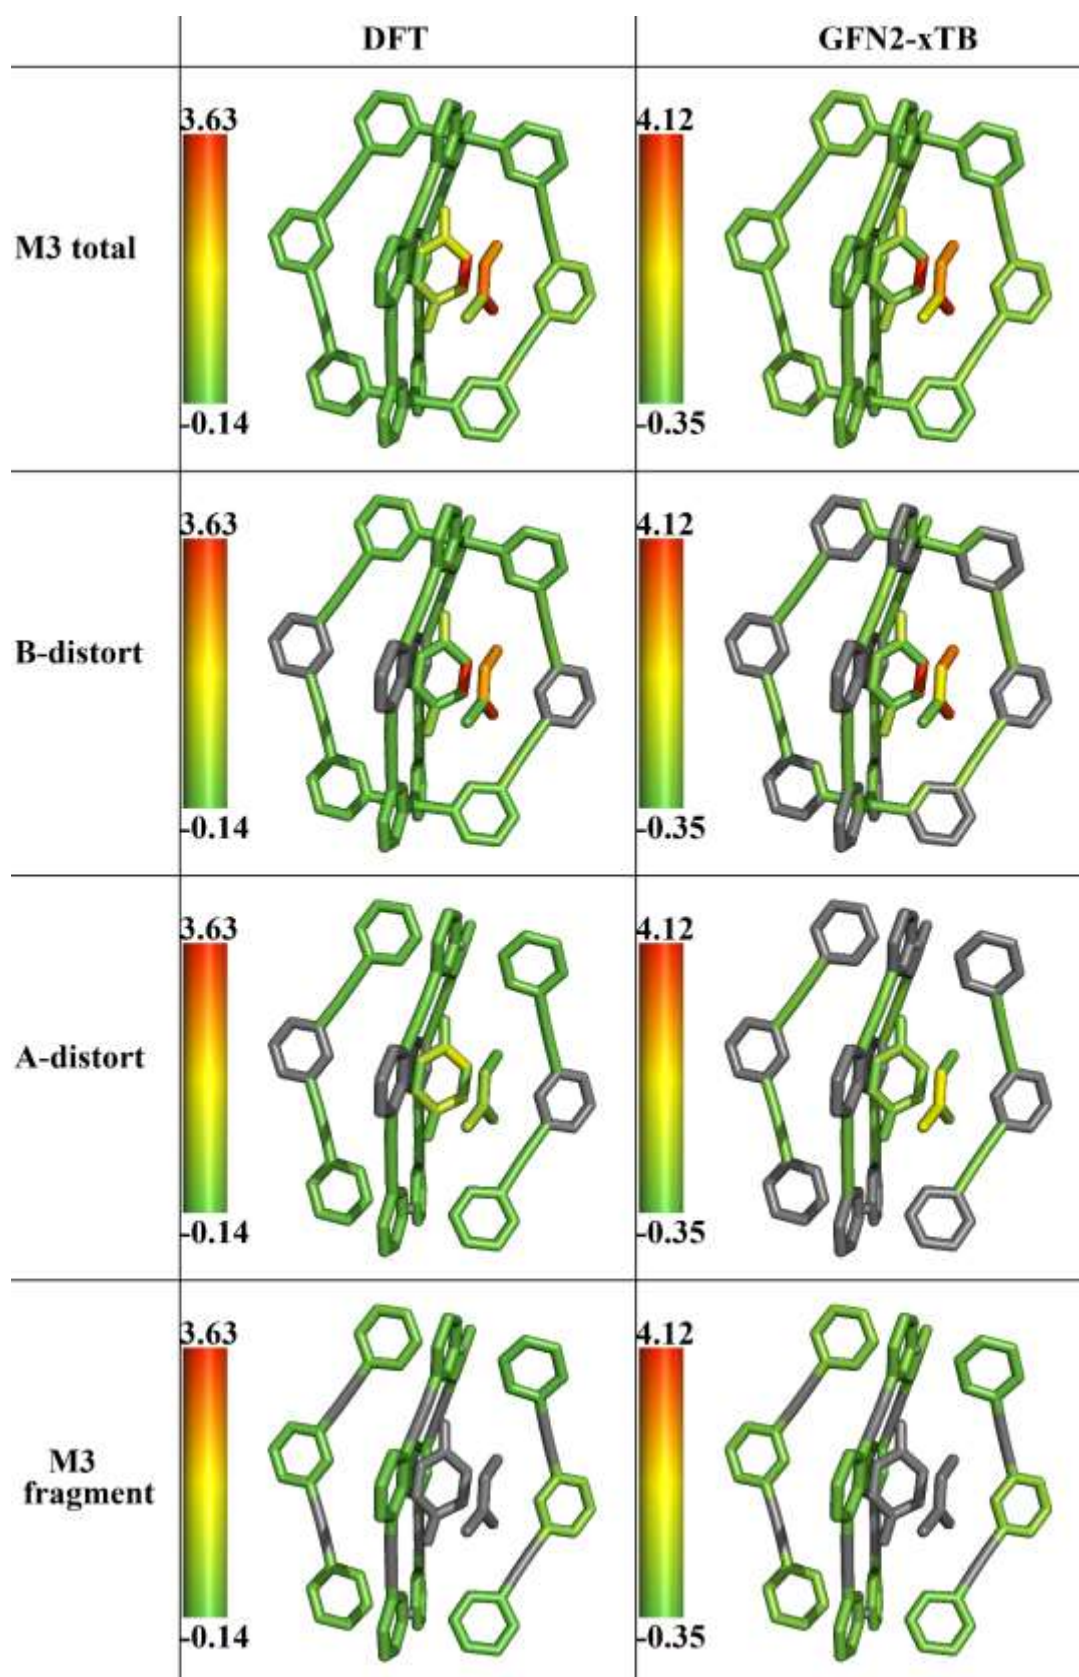 DFT GFN2-xTB
3.63 4.12
M3 total
-0.14 -0.35
3.63 4.12
B-distort
-0.14 -0.35
3.63 4.12
A-distort
-0.14 -0.35
3.63 4.12
M3
fragment
-0.14 -0.35